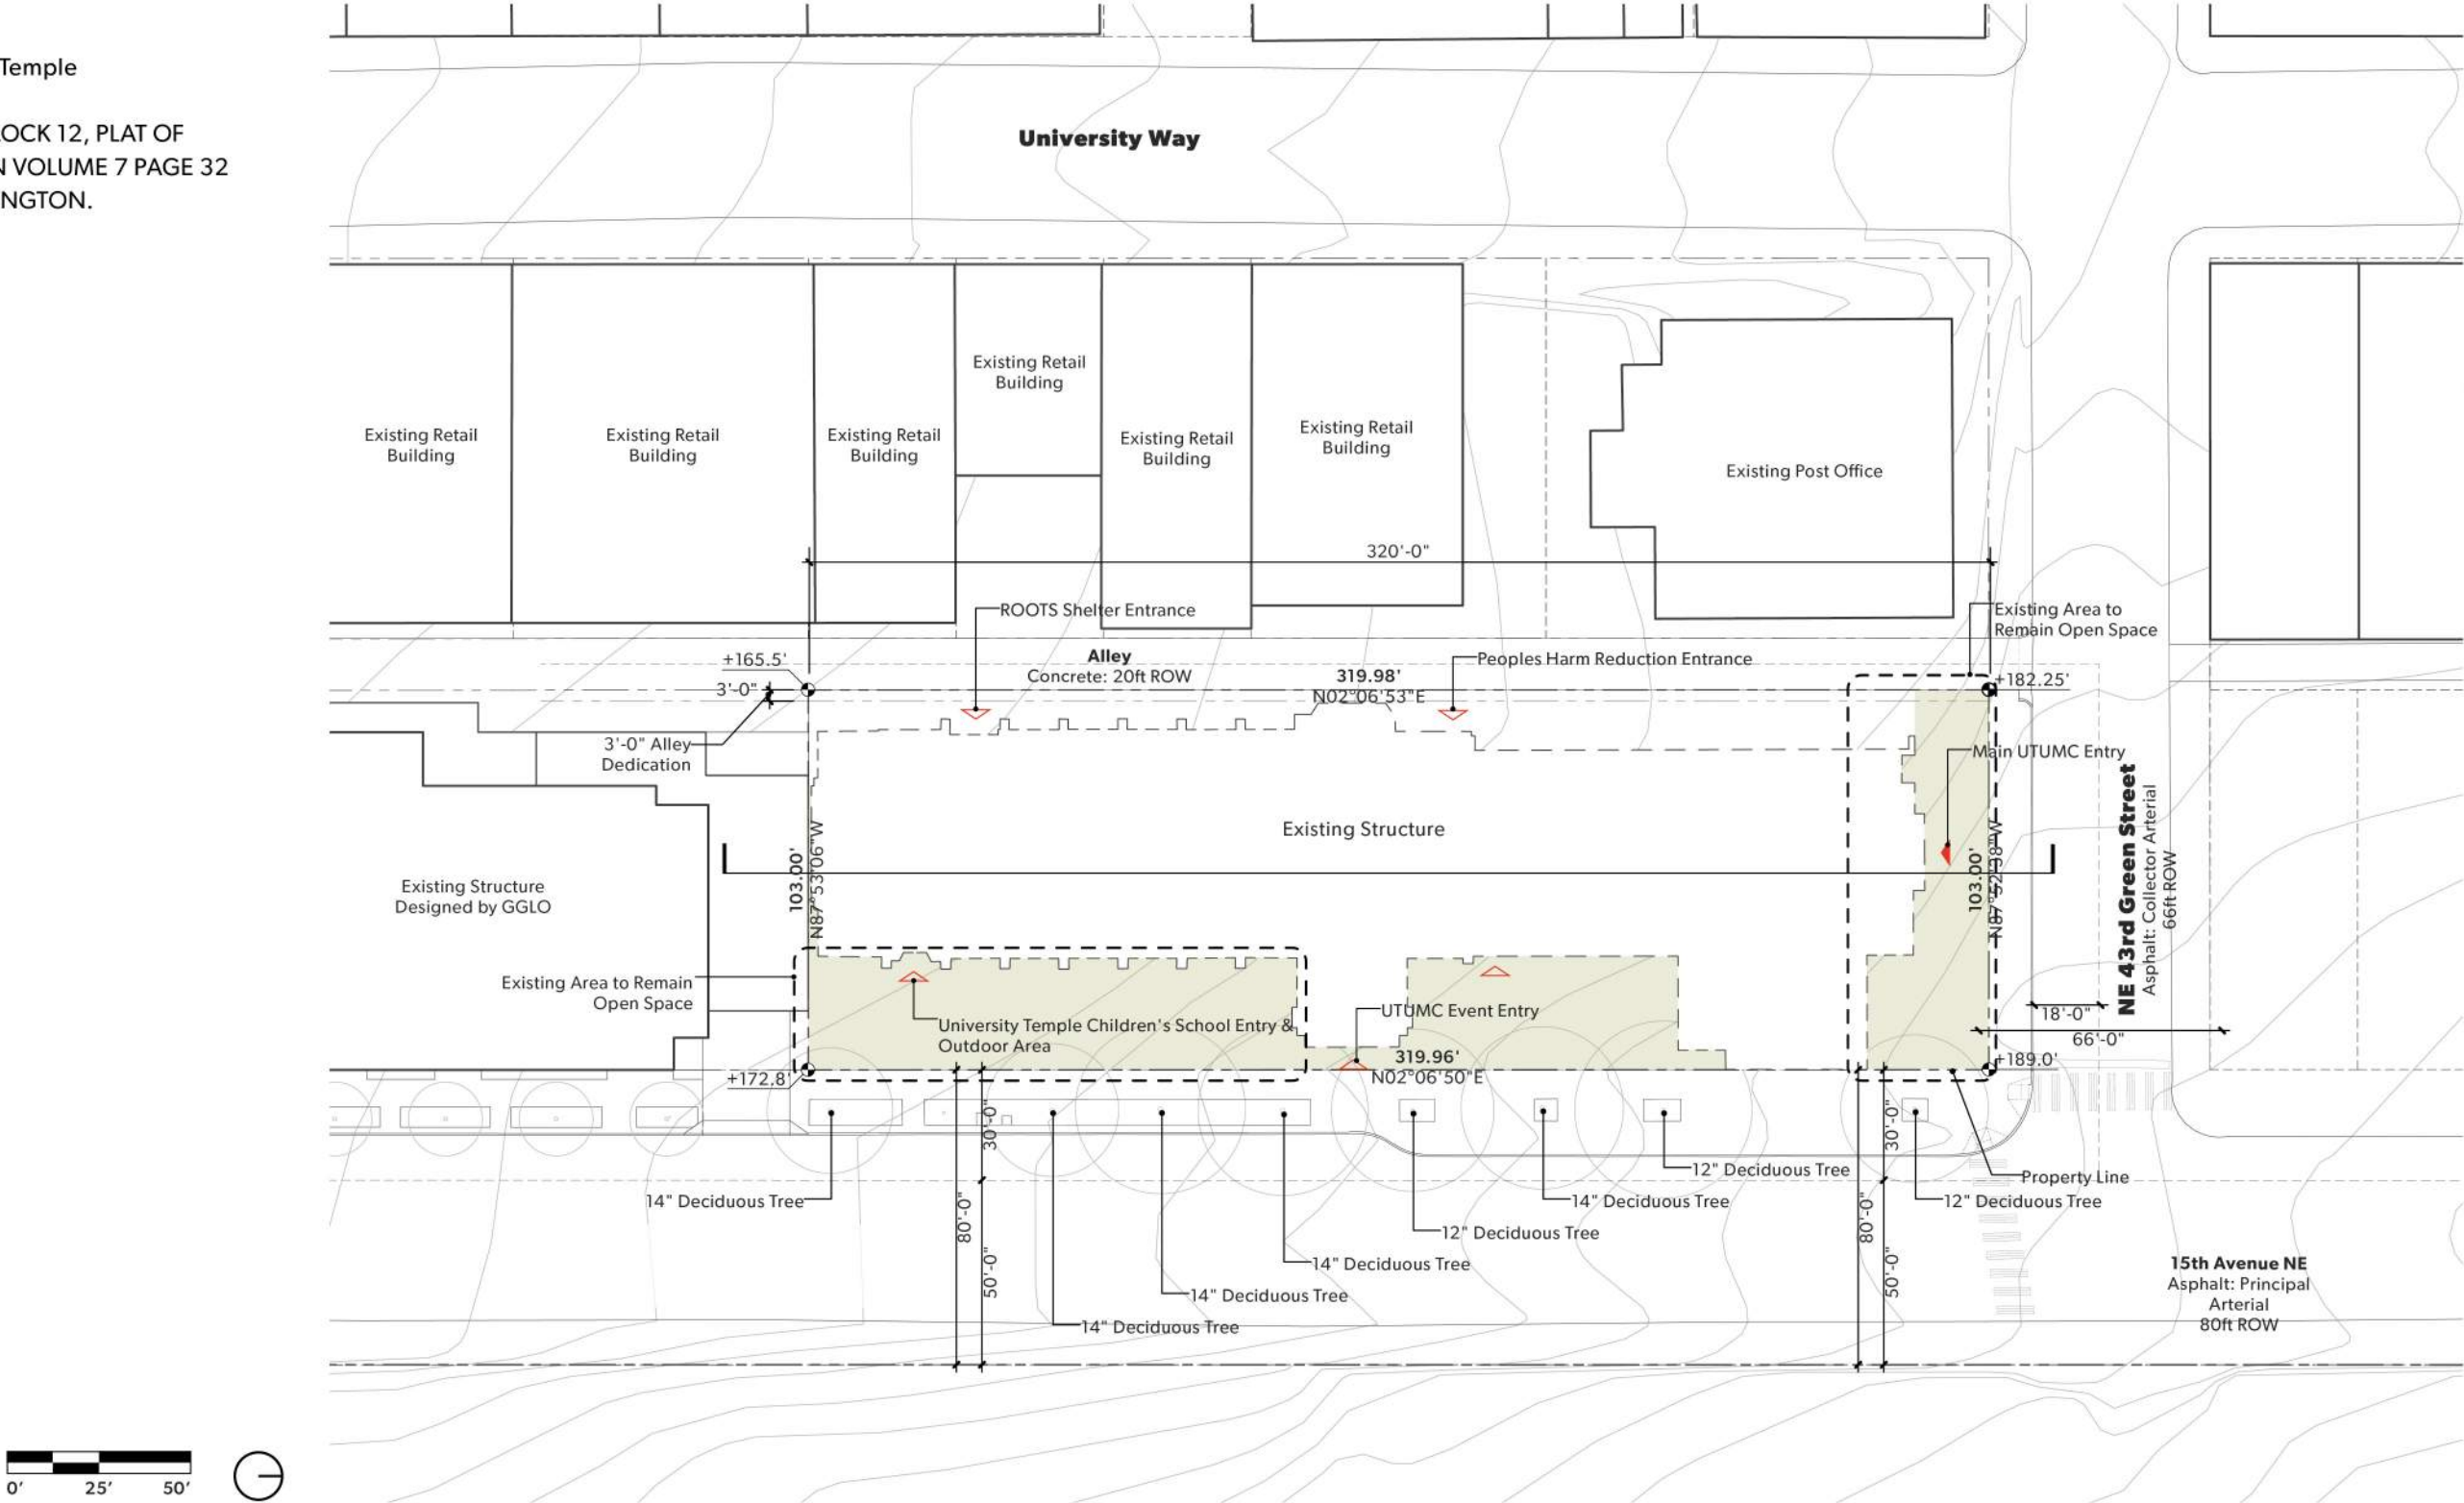 Temple
OCK 12, PLAT OF
VOLUME 7 PAGE 32
NGTON.
University Way
Existing Retail
Building
Existing Retail
Building
Existing Retail
Building
Existing Retail
Building
Existing Retail
Building
Existing Retail
Building
Existing Post Office
320'-0"
ROOTS Shelter Entrance
Existing Area to
Remain Open Space
+165.5'
3'-0"
Alley
Concrete: 20ft ROW
319.98'
N02°06'53"E
Peoples Harm Reduction Entrance
+182.25'
3'-0" Alley
Dedication
Main UTUMC Entry
Existing Structure
Existing Structure
Designed by GGLO
103.00'
N87°53'06"W
103.00'
N87°52'38"W
NE 43rd Green Street
Asphalt: Collector Arterial
66ft ROW
Existing Area to Remain
Open Space
University Temple Children's School Entry &
Outdoor Area
UTUMC Event Entry
18'-0"
66'-0"
319.96'
N02°06'50"E
+189.0'
+172.8'
30'-0"
30'-0"
80'-0"
50'-0"
80'-0"
50'-0"
14" Deciduous Tree
12" Deciduous Tree
14" Deciduous Tree
Property Line
12" Deciduous Tree
12" Deciduous Tree
14" Deciduous Tree
14" Deciduous Tree
14" Deciduous Tree
15th Avenue NE
Asphalt: Principal
Arterial
80ft ROW
0' 25' 50'